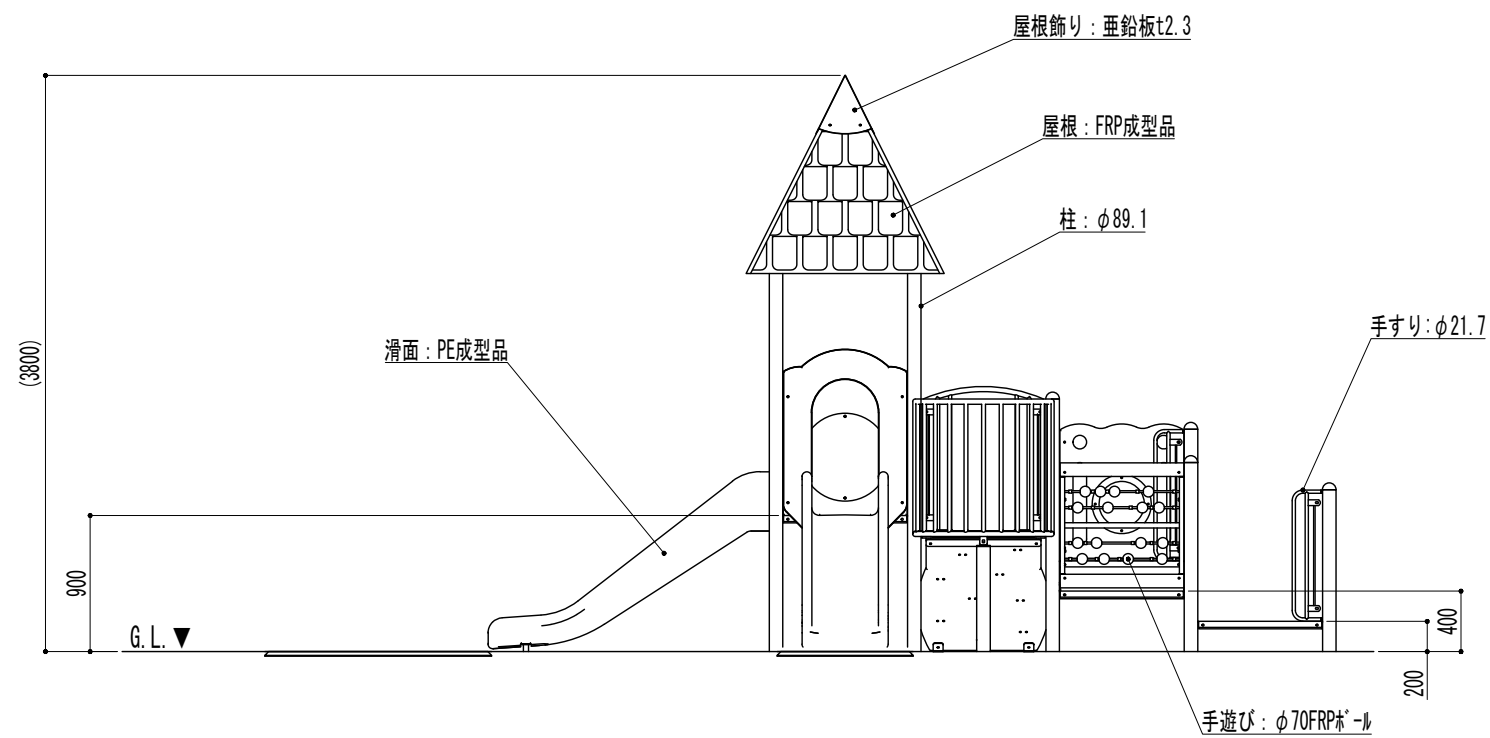 屋根飾り：亜鉛板t2.3
屋根：FRP成型品
柱：φ89.1
手すり：φ21.7
滑面：PE成型品
(3800)
900
G.L.▼
400
200
手遊び：φ70FRPﾎﾞｰﾙ